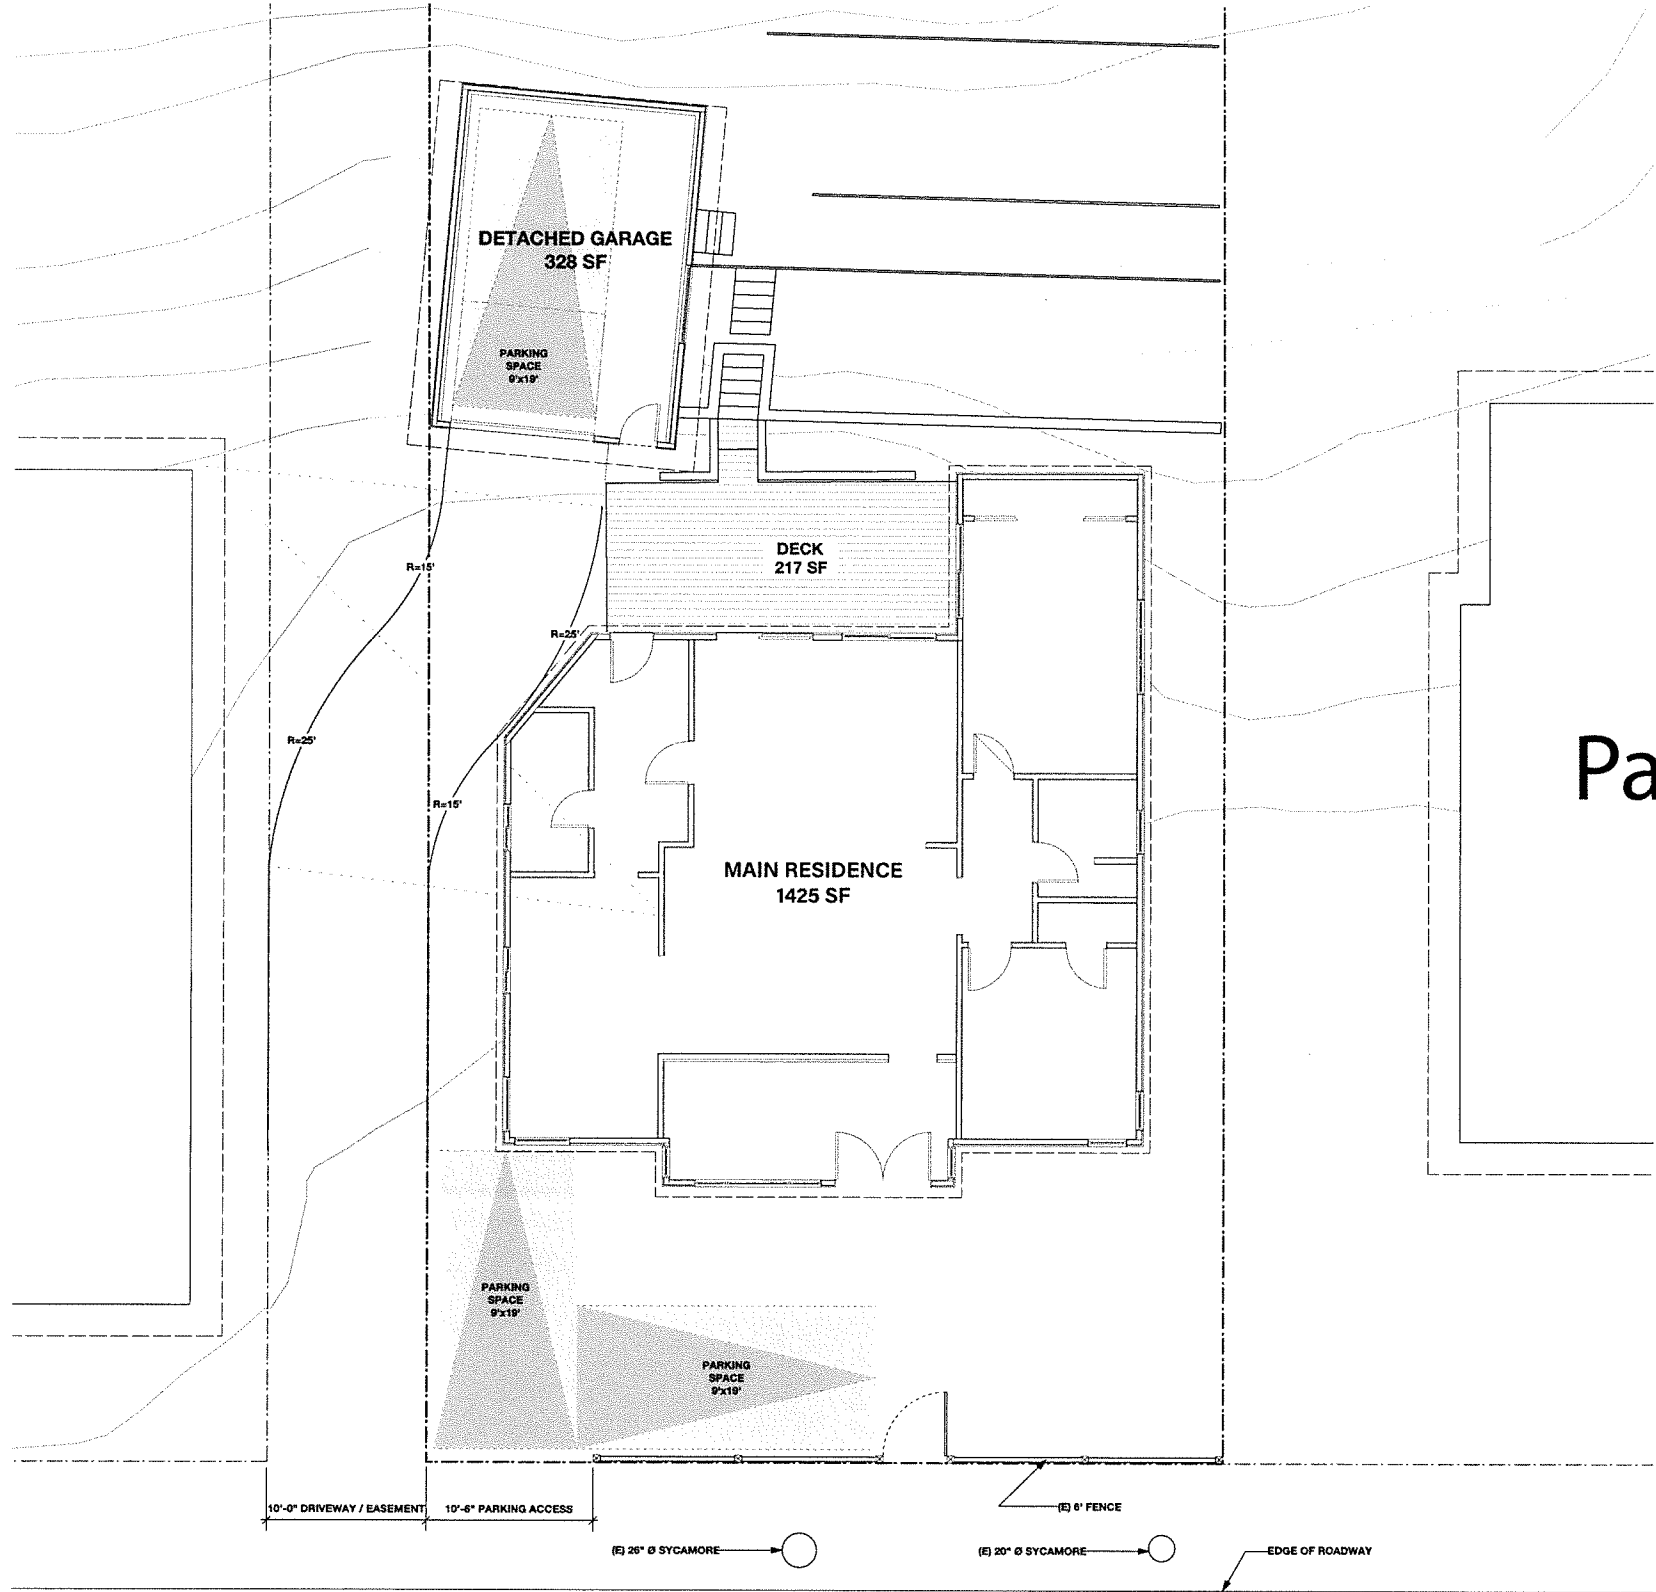 DETACHED GARAGE
328 SF
PARKING
SPACE
9'x19'
DECK
217 SF
R=15'
R=25'
R=25'
R=15'
Pa
MAIN RESIDENCE
1425 SF
PARKING
SPACE
9'x19'
PARKING
SPACE
9'x19'
10'-0" DRIVEWAY / EASEMENT
10'-6" PARKING ACCESS
(E) 6' FENCE
(E) 26" Ø SYCAMORE
(E) 20" Ø SYCAMORE
EDGE OF ROADWAY